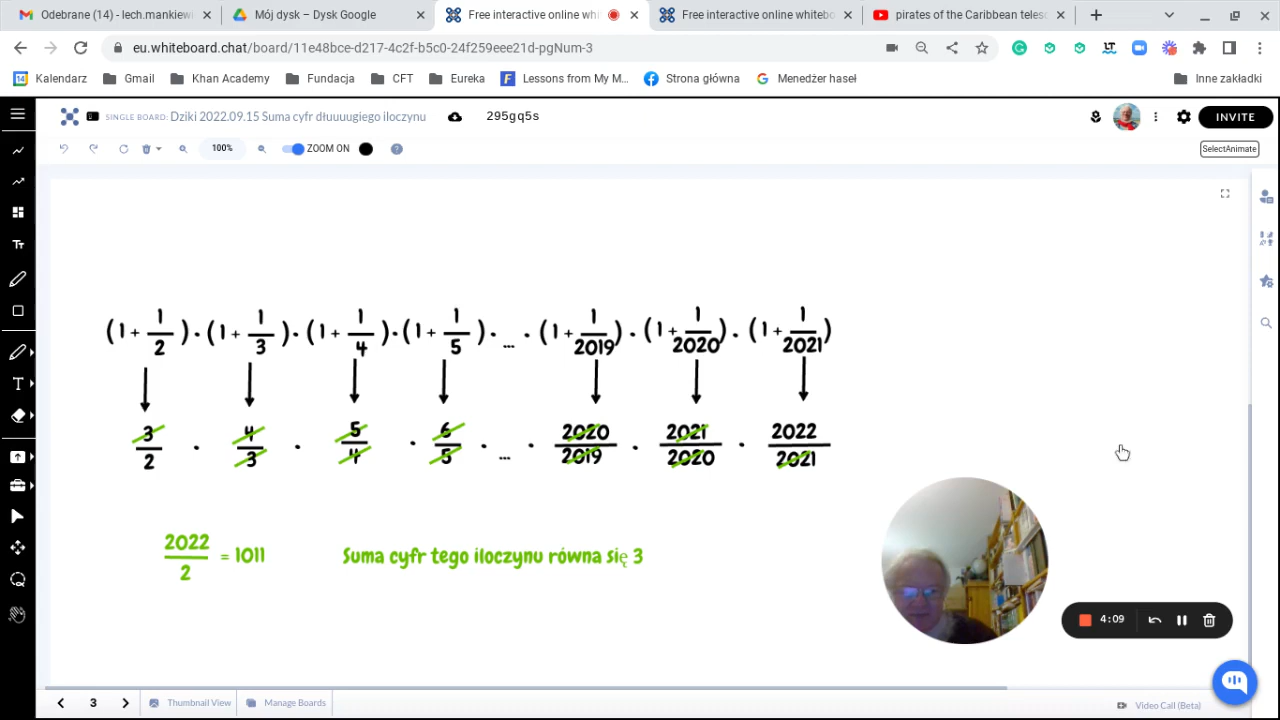 Odebrane (14) - lech.mankiewi
Mój dysk – Dysk Google
Free interactive online whi
Free interactive online whiteb
pirates of the Caribbean telesc
eu.whiteboard.chat/board/11e48bce-d217-4c2f-b5c0-24f259eee21d-pgNum-3
Kalendarz
Gmail
Khan Academy
Fundacja
CFT
Eureka
Lessons from My M...
Strona główna
Menedżer haseł
Inne zakładki
SINGLE BOARD: Dziki 2022.09.15 Suma cyfr dłuuuugiego iloczynu
295gq5s
INVITE
100%
ZOOM ON
SelectAnimate
(1 + 1/2) · (1 + 1/3) · (1 + 1/4) · (1 + 1/5) · ... · (1 + 1/2019) · (1 + 1/2020) · (1 + 1/2021)
3/2 · 4/3 · 5/4 · 6/5 · ... · 2020/2019 · 2021/2020 · 2022/2021
2022/2 = 1011
Suma cyfr tego iloczynu równa się 3
4:09
3
Thumbnail View
Manage Boards
Video Call (Beta)